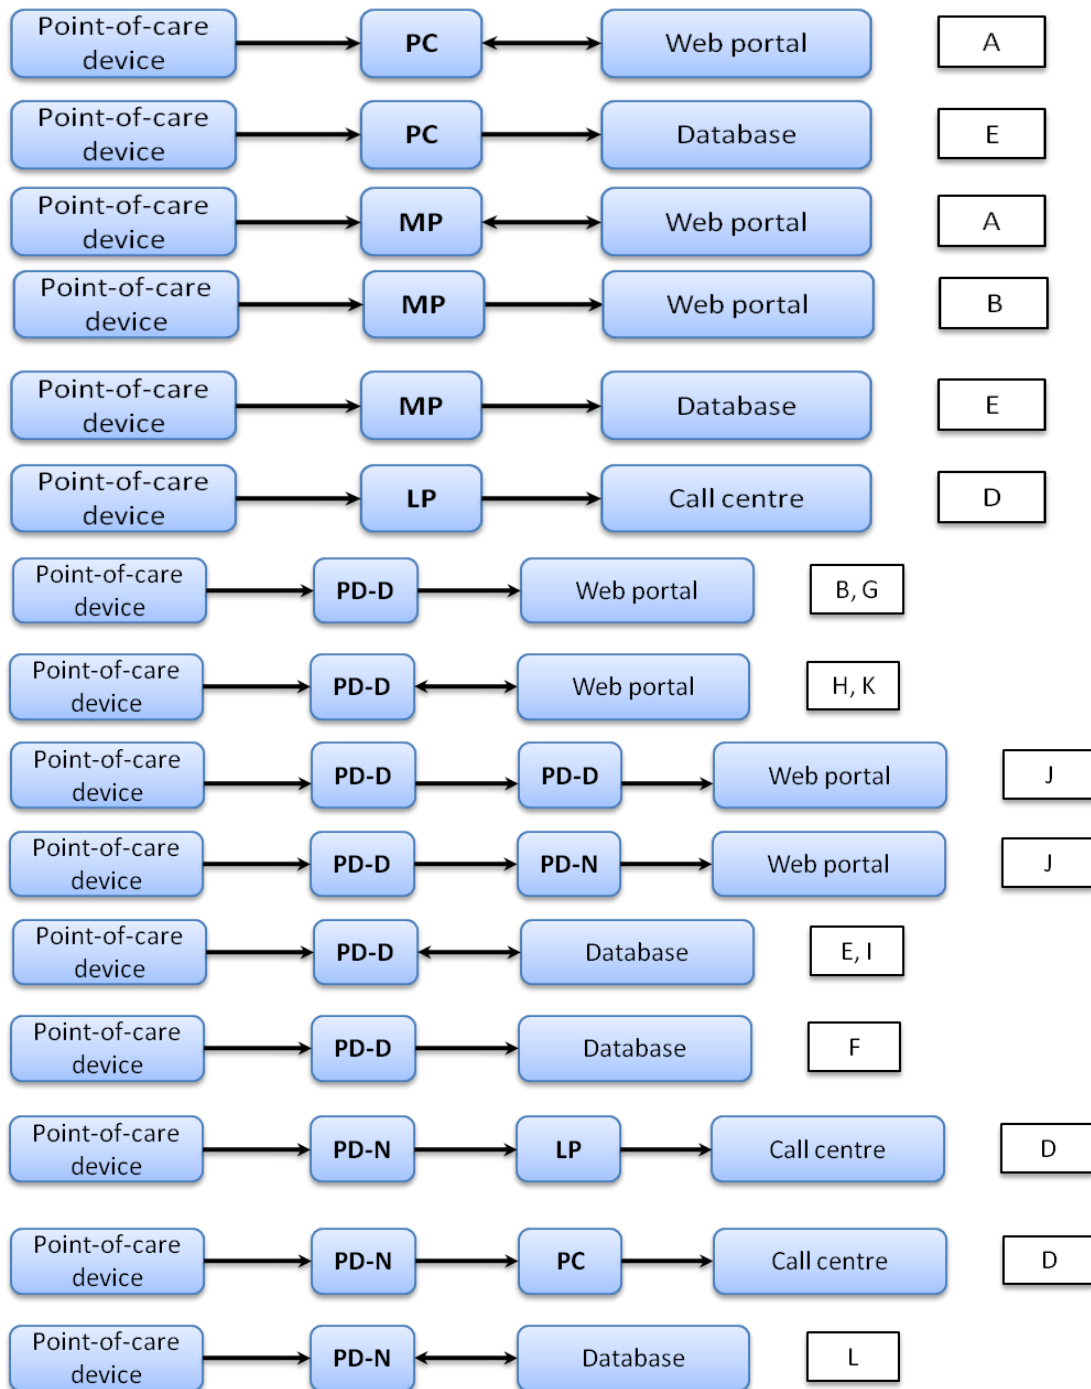 Point-of-care
device
PC
Web portal
A
Point-of-care
device
PC
Database
E
Point-of-care
device
MP
Web portal
A
Point-of-care
device
MP
Web portal
B
Point-of-care
device
MP
Database
E
Point-of-care
device
LP
Call centre
D
Point-of-care
device
PD-D
Web portal
B, G
Point-of-care
device
PD-D
Web portal
H, K
Point-of-care
device
PD-D
PD-D
Web portal
J
Point-of-care
device
PD-D
PD-N
Web portal
J
Point-of-care
device
PD-D
Database
E, I
Point-of-care
device
PD-D
Database
F
Point-of-care
device
PD-N
LP
Call centre
D
Point-of-care
device
PD-N
PC
Call centre
D
Point-of-care
device
PD-N
Database
L